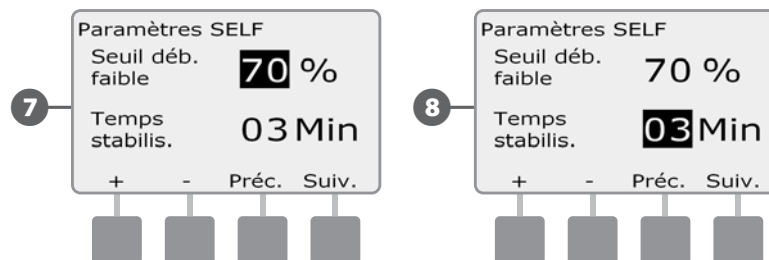 7
Paramètres SELF
Seuil déb.
faible
70 %
Temps
stabilis.
03 Min
+ - Préc. Suiv.
8
Paramètres SELF
Seuil déb.
faible
70 %
Temps
stabilis.
03 Min
+ - Préc. Suiv.